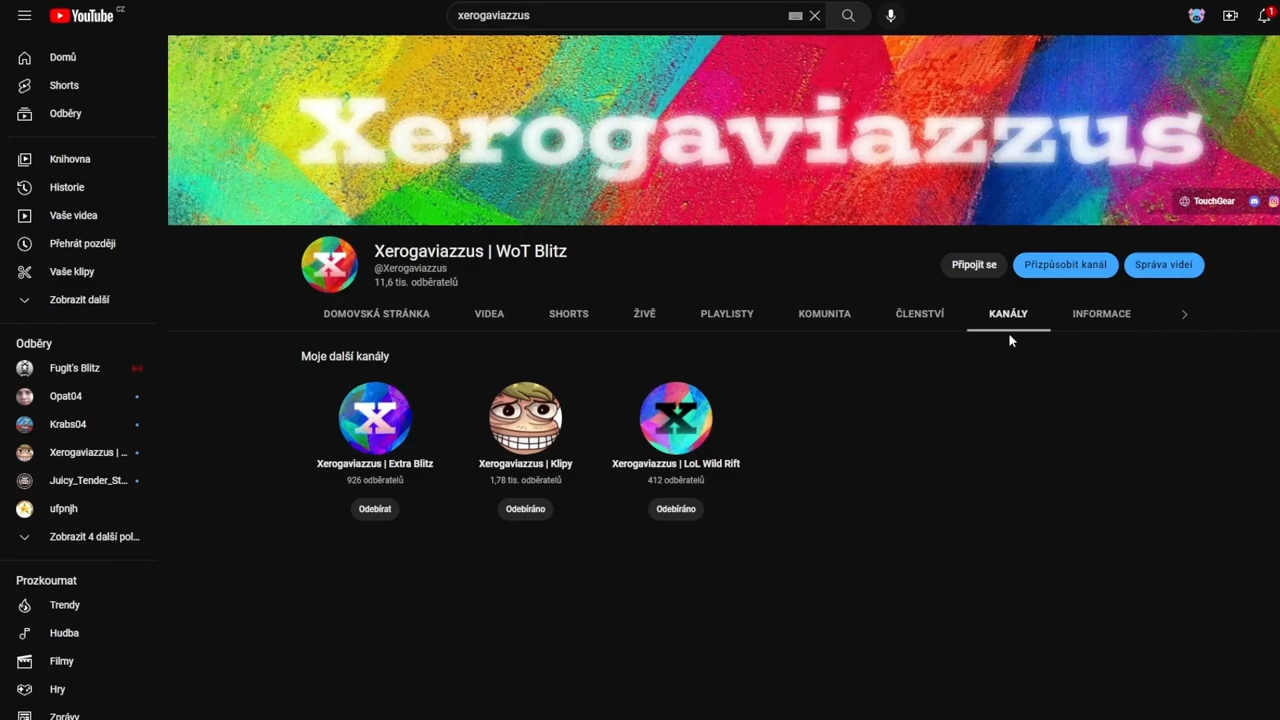 YouTube CZ
xerogaviazzus
1
Domů
Shorts
Odběry
Knihovna
Historie
Vaše videa
Přehrát později
Vaše klipy
Zobrazit další
Odběry
Fugit's Blitz
Opat04
Krabs04
Xerogaviazzus | ...
Juicy_Tender_St...
ufpnjh
Zobrazit 4 další pol...
Prozkoumat
Trendy
Hudba
Filmy
Hry
Zprávy
Xerogaviazzus
TouchGear
X
Xerogaviazzus | WoT Blitz
@Xerogaviazzus
11,6 tis. odběratelů
Připojit se
Přizpůsobit kanál
Správa videí
DOMOVSKÁ STRÁNKA VIDEA SHORTS ŽIVĚ PLAYLISTY KOMUNITA ČLENSTVÍ KANÁLY INFORMACE
Moje další kanály
X
Xerogaviazzus | Extra Blitz
926 odběratelů
Odebírat
Xerogaviazzus | Klipy
1,78 tis. odběratelů
Odebíráno
X
Xerogaviazzus | LoL Wild Rift
412 odběratelů
Odebíráno